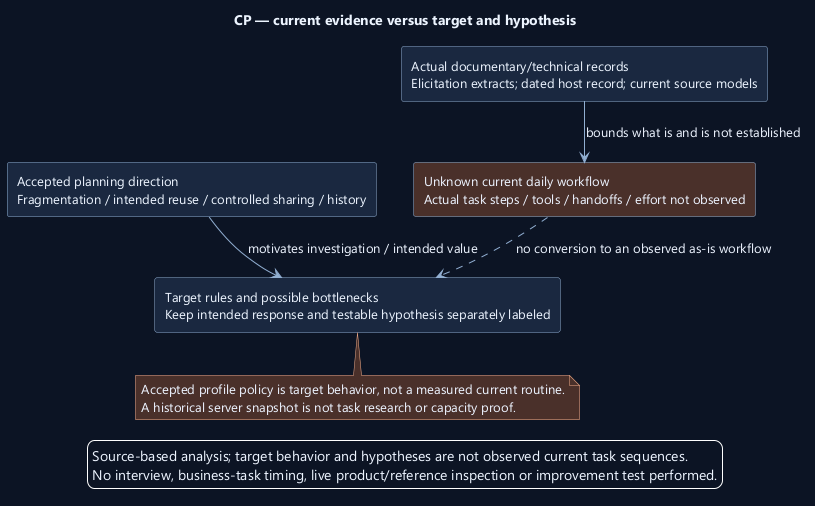 CP — current evidence versus target and hypothesis
Actual documentary/technical records
Elicitation extracts; dated host record; current source models
bounds what is and is not established
Accepted planning direction
Fragmentation / intended reuse / controlled sharing / history
Unknown current daily workflow
Actual task steps / tools / handoffs / effort not observed
motivates investigation / intended value
no conversion to an observed as-is workflow
Target rules and possible bottlenecks
Keep intended response and testable hypothesis separately labeled
Accepted profile policy is target behavior, not a measured current routine.
A historical server snapshot is not task research or capacity proof.
Source-based analysis; target behavior and hypotheses are not observed current task sequences.
No interview, business-task timing, live product/reference inspection or improvement test performed.